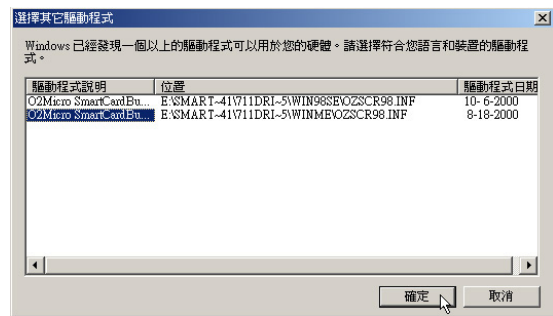 選擇其它驅動程式
Windows 已經發現一個以上的驅動程式可以用於您的硬體。請選擇符合您語言和裝置的驅動程
式。
驅動程式說明 位置 驅動程式日期
O2Micro SmartCardBu... E:\SMART~41\711DRI~5\WIN98SE\OZSCR98.INF 10- 6-2000
O2Micro SmartCardBu... E:\SMART~41\711DRI~5\WINME\OZSCR98.INF 8-18-2000
確定 取消